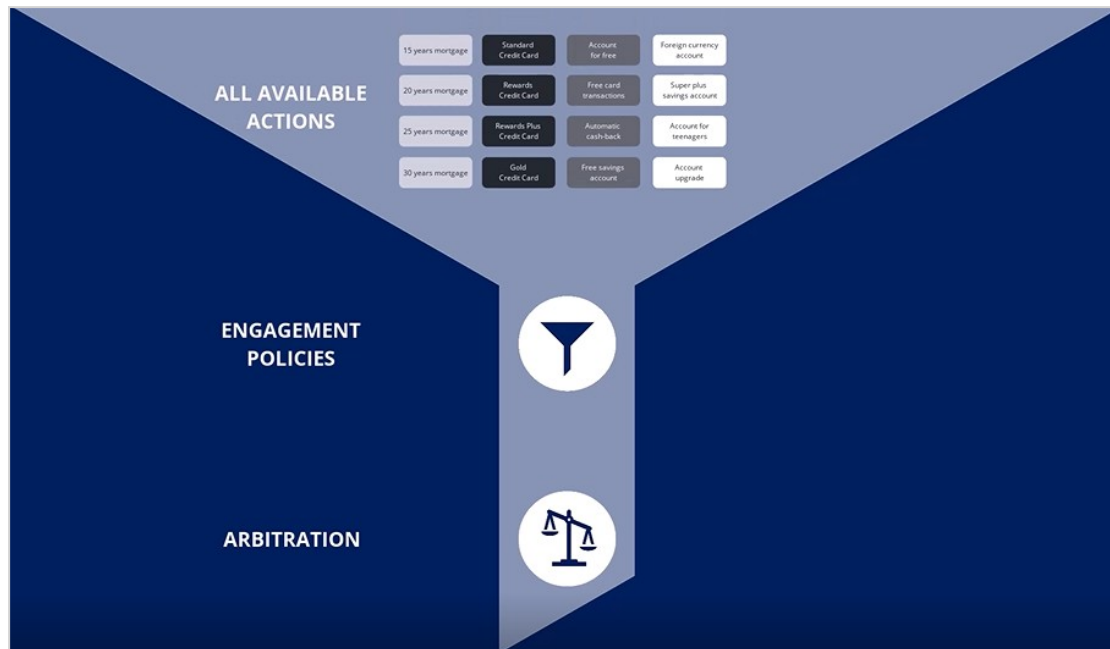 ALL AVAILABLE
ACTIONS
15 years mortgage
Standard
Credit Card
Account
for free
Foreign currency
account
20 years mortgage
Rewards
Credit Card
Free card
transactions
Super plus
savings account
25 years mortgage
Rewards Plus
Credit Card
Automatic
cash-back
Account for
teenagers
30 years mortgage
Gold
Credit Card
Free savings
account
Account
upgrade
ENGAGEMENT
POLICIES
ARBITRATION